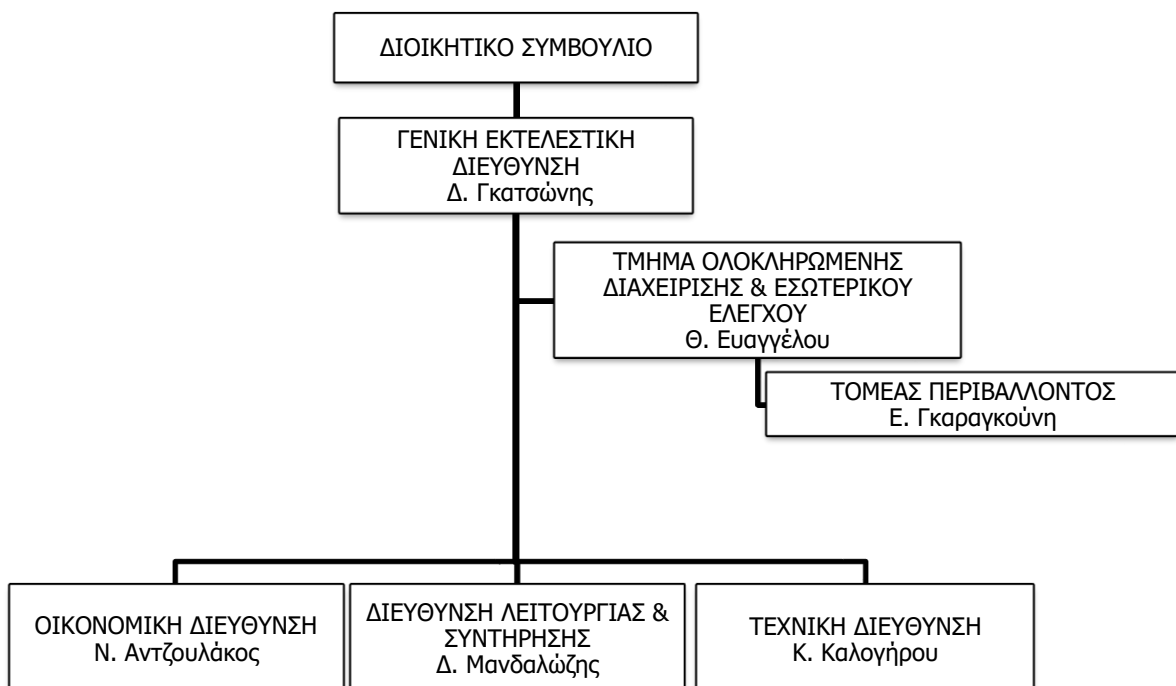 ΔΙΟΙΚΗΤΙΚΟ ΣΥΜΒΟΥΛΙΟ
ΓΕΝΙΚΗ ΕΚΤΕΛΕΣΤΙΚΗ
ΔΙΕΥΘΥΝΣΗ
Δ. Γκατσώνης
ΤΜΗΜΑ ΟΛΟΚΛΗΡΩΜΕΝΗΣ
ΔΙΑΧΕΙΡΙΣΗΣ & ΕΣΩΤΕΡΙΚΟΥ
ΕΛΕΓΧΟΥ
Θ. Ευαγγέλου
ΤΟΜΕΑΣ ΠΕΡΙΒΑΛΛΟΝΤΟΣ
Ε. Γκαραγκούνη
ΟΙΚΟΝΟΜΙΚΗ ΔΙΕΥΘΥΝΣΗ
Ν. Αντζουλάκος
ΔΙΕΥΘΥΝΣΗ ΛΕΙΤΟΥΡΓΙΑΣ &
ΣΥΝΤΗΡΗΣΗΣ
Δ. Μανδαλώζης
ΤΕΧΝΙΚΗ ΔΙΕΥΘΥΝΣΗ
Κ. Καλογήρου